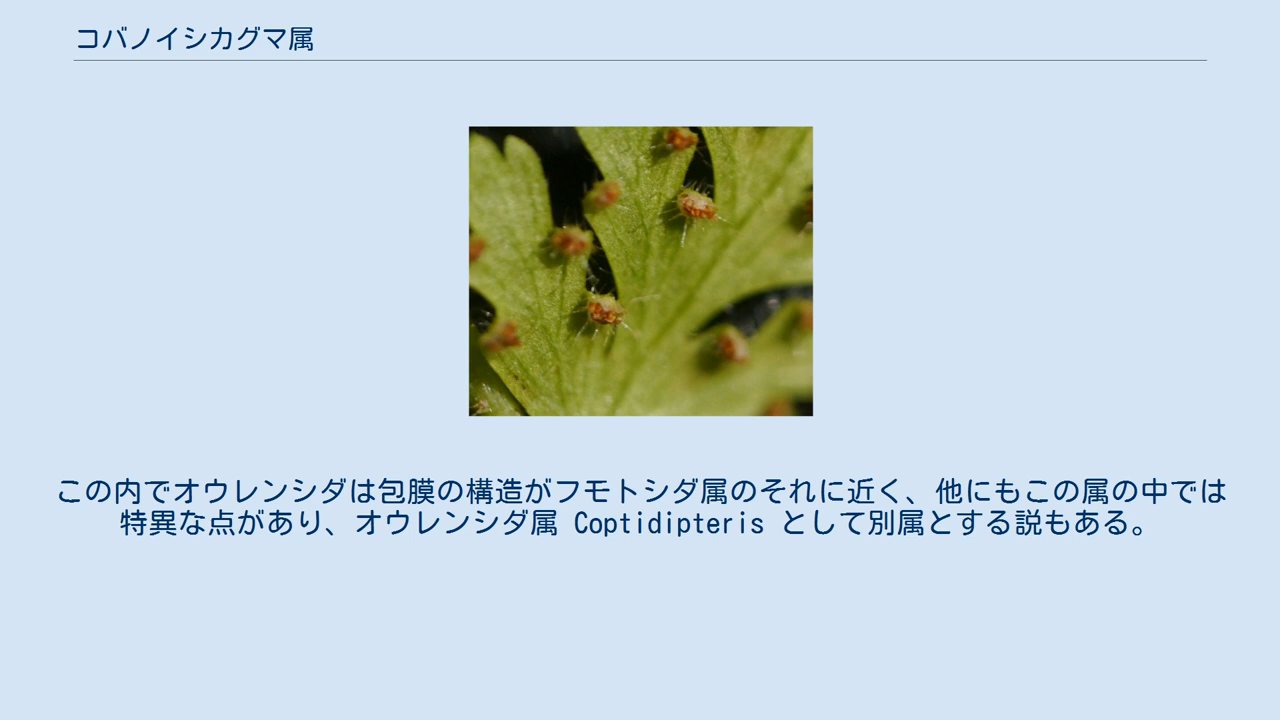 コバノイシカグマ属
この内でオウレンシダは包膜の構造がフモトシダ属のそれに近く、他にもこの属の中では
特異な点があり、オウレンシダ属 Coptidipteris として別属とする説もある。